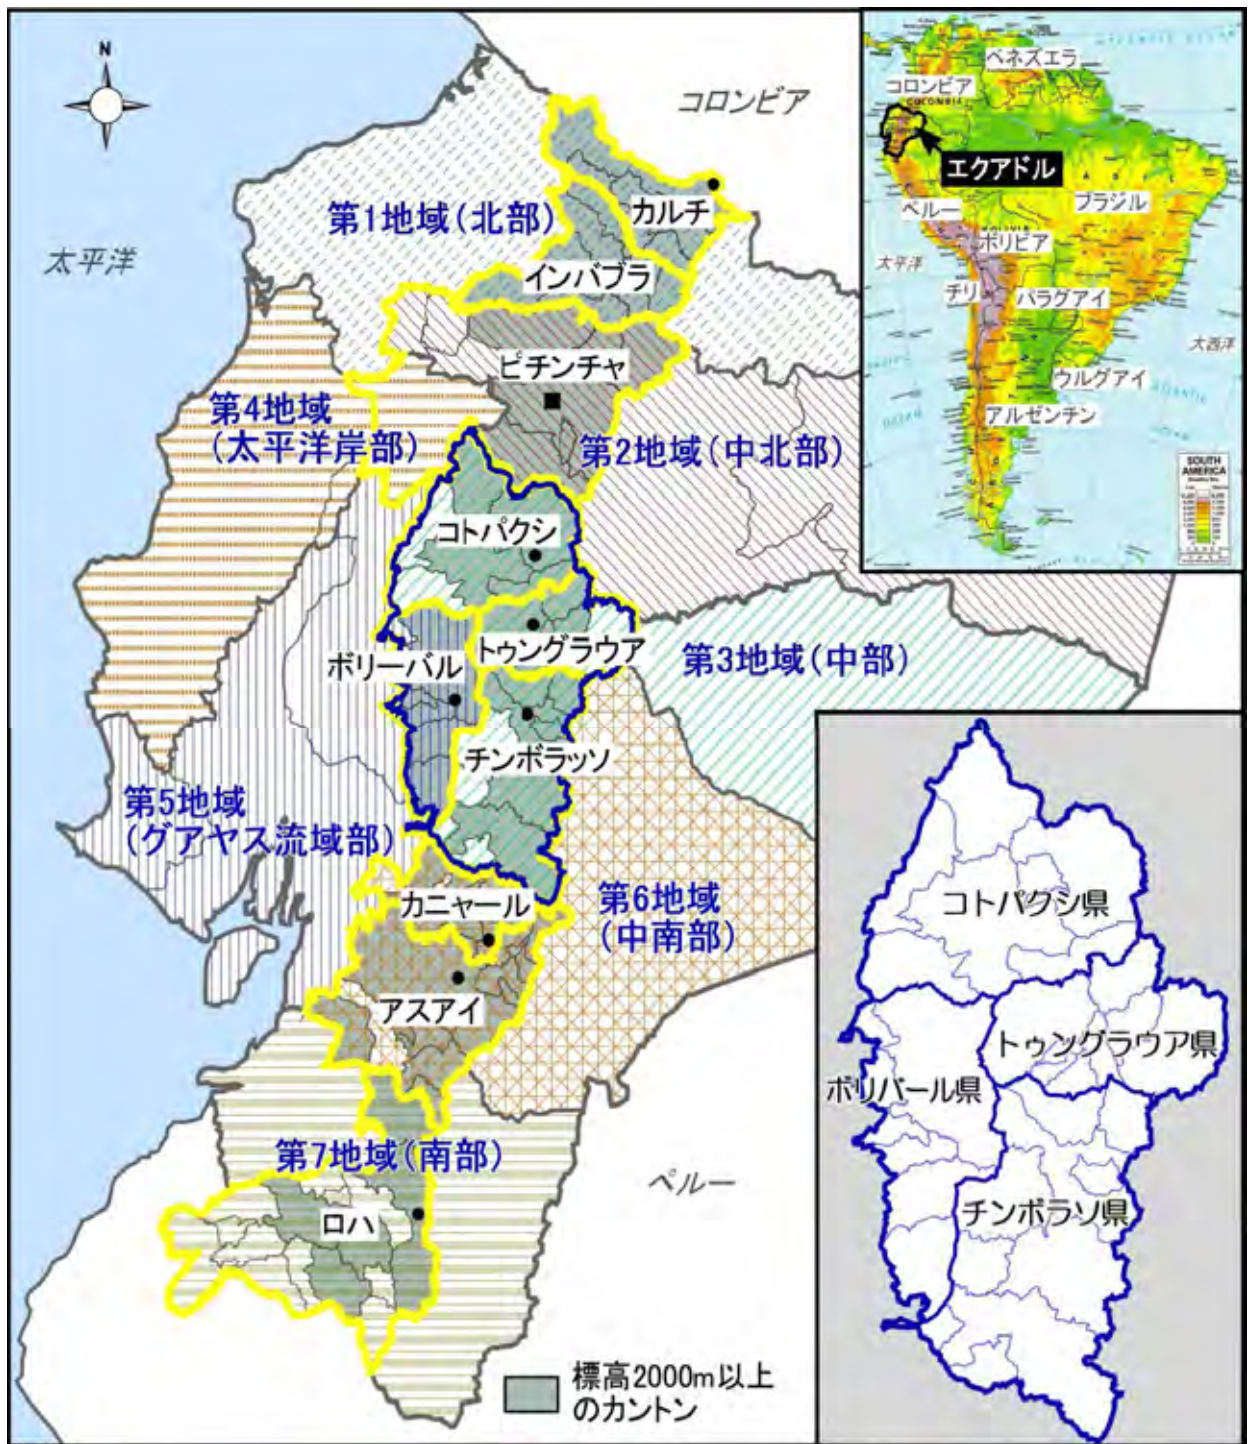 N
コロンビア
太平洋
第1地域(北部)
カルチ
インバブラ
ピチンチャ
第4地域
(太平洋岸部)
第2地域(中北部)
コトパクシ
トゥングラウア
ボリーバル
第3地域(中部)
チンボラッソ
第5地域
(グアヤス流域部)
カニャール
第6地域
(中南部)
アスアイ
第7地域(南部)
ペルー
ロハ
標高2000m以上
のカントン
ベネズエラ
コロンビア
COLOMBIA
エクアドル
ペルー
ブラジル
ボリビア
太平洋
チリ
パラグアイ
大西洋
ウルグアイ
アルゼンチン
SOUTH
AMERICA
コトパクシ県
トゥングラウア県
ボリバール県
チンボラソ県